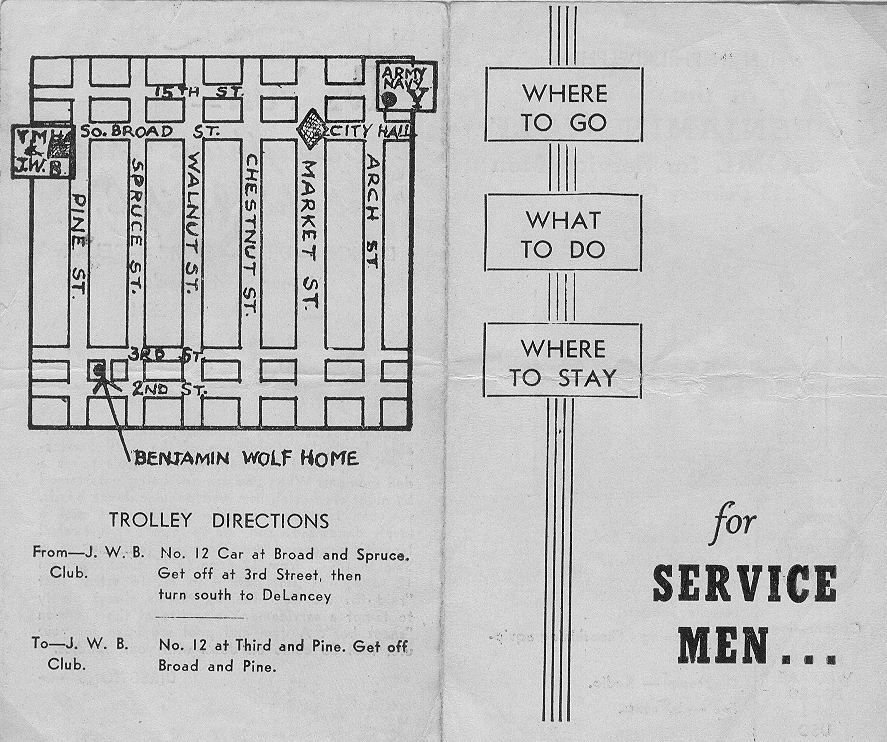 15TH ST.
ARMY
NAVY
Y
Y M H
&
J.W.B.
SO. BROAD ST.
CITY HALL
PINE ST.
SPRUCE ST.
WALNUT ST.
CHESTNUT ST.
MARKET ST.
ARCH ST
3RD ST.
2ND ST.
BENJAMIN WOLF HOME
TROLLEY DIRECTIONS
From—J. W. B. No. 12 Car at Broad and Spruce.
Club. Get off at 3rd Street, then
turn south to DeLancey
To—J. W. B. No. 12 at Third and Pine. Get off
Club. Broad and Pine.
WHERE
TO GO
WHAT
TO DO
WHERE
TO STAY
for
SERVICE
MEN...